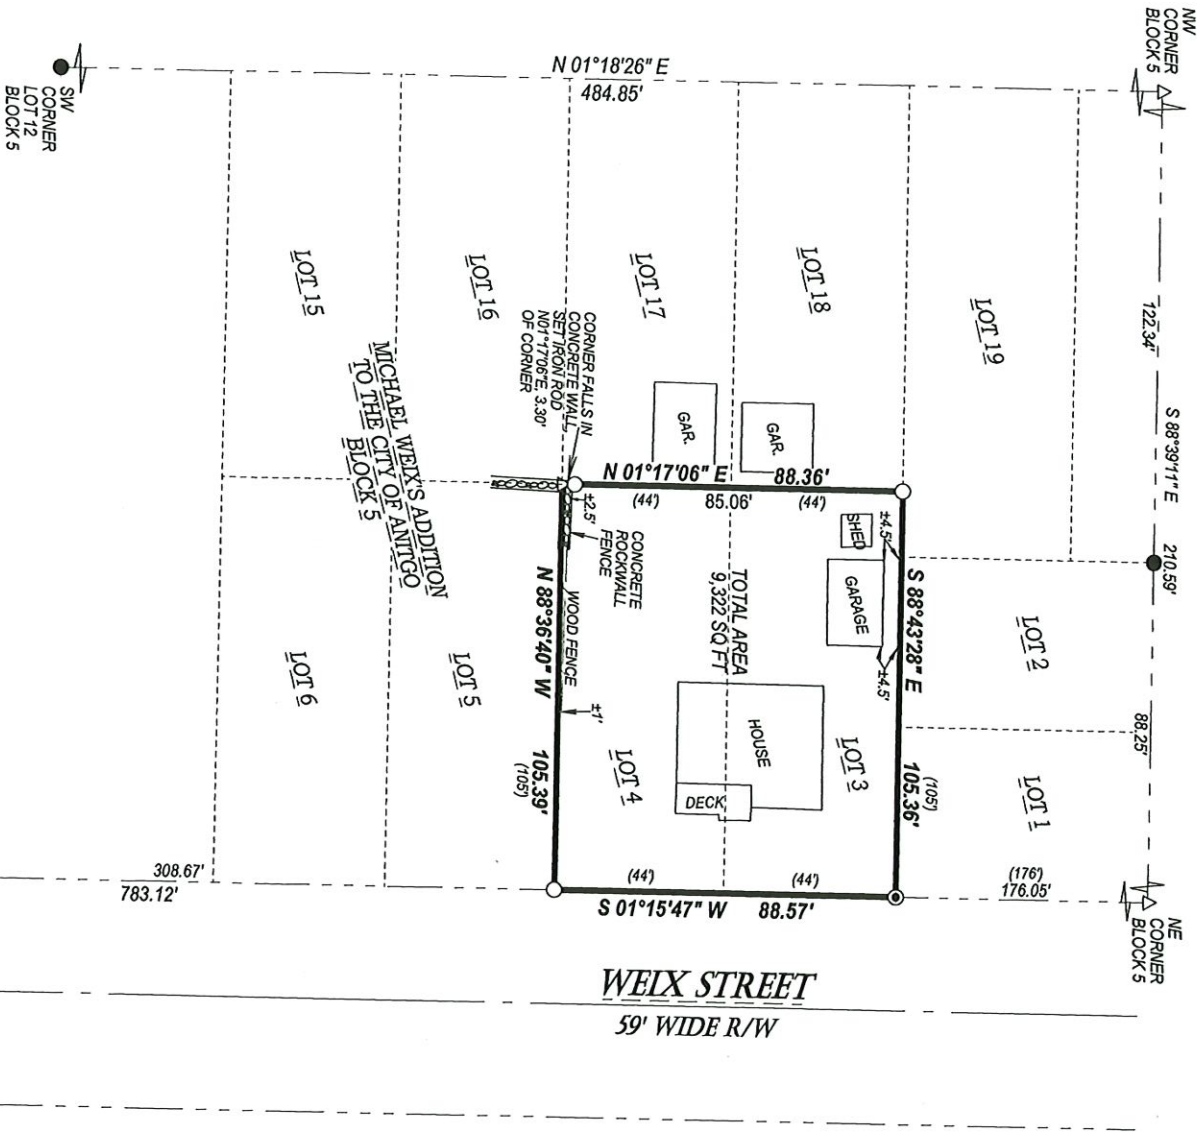 NW
CORNER
BLOCK 5
N 01°18'26" E
484.85'
SW
CORNER
LOT 12
BLOCK 5
122.34'
S 88°39'11" E
210.59'
88.25'
LOT 15
LOT 16
LOT 17
LOT 18
LOT 19
MICHAEL WEIX'S ADDITION
TO THE CITY OF ANITGO
BLOCK 5
CORNER FALLS IN
CONCRETE WALL,
SET IRON ROD
N01°17'06"E, 3.30'
OF CORNER
GAR.
GAR.
N 01°17'06" E
88.36'
(44')
85.06'
(44')
±2.5'
CONCRETE
ROCKWALL
FENCE
SHED
±4.5'
GARAGE
±4.5'
TOTAL AREA
9,322 SQ FT
S 88°43'28" E
105.36'
(105')
N 88°36'40" W
105.39'
(105')
WOOD FENCE
±1'
HOUSE
DECK
LOT 3
LOT 4
LOT 5
LOT 6
LOT 2
LOT 1
(176')
176.05'
NE
CORNER
BLOCK 5
308.67'
783.12'
(44')
(44')
S 01°15'47" W
88.57'
WEIX STREET
59' WIDE R/W